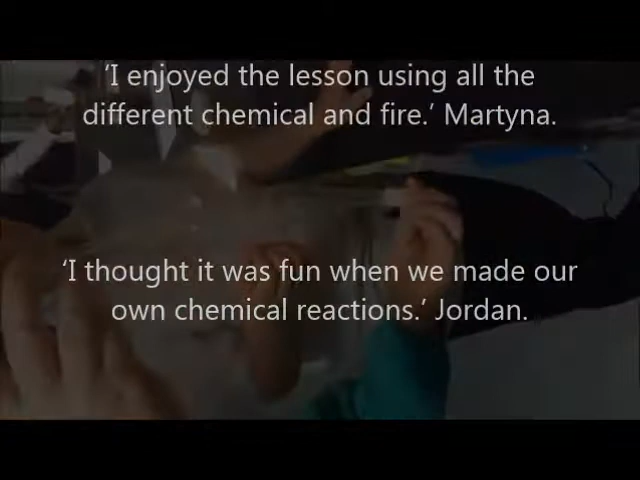 ‘I enjoyed the lesson using all the
different chemical and fire.’ Martyna.
‘I thought it was fun when we made our
own chemical reactions.’ Jordan.